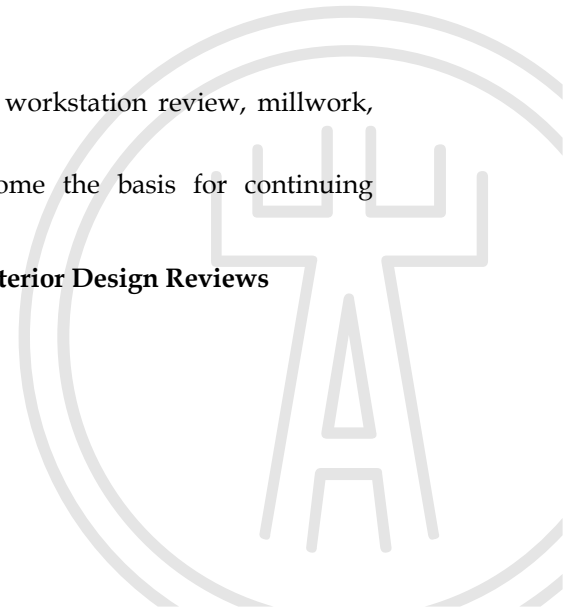 workstation review, millwork,
ome the basis for continuing
terior Design Reviews